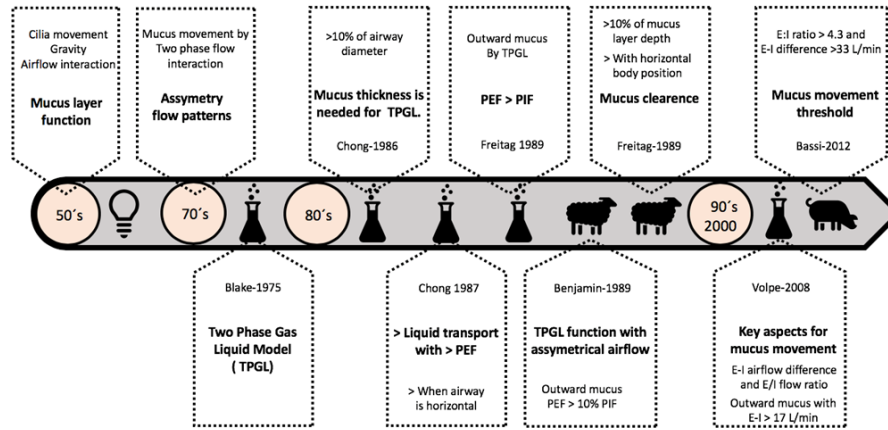 Cilia movement
Gravity
Airflow interaction
Mucus layer
function
Mucus movement by
Two phase flow
interaction
Assymetry
flow patterns
>10% of airway
diameter
Mucus thickness is
needed for TPGL.
Chong-1986
Outward mucus
By TPGL
PEF > PIF
Freitag 1989
>10% of mucus
layer depth
> With horizontal
body position
Mucus clearence
Freitag-1989
E:I ratio > 4.3 and
E-I difference >33 L/min
Mucus movement
threshold
Bassi-2012
50´s
70´s
80´s
90´s
2000
Blake-1975
Two Phase Gas
Liquid Model
( TPGL)
Chong 1987
> Liquid transport
with > PEF
> When airway
is horizontal
Benjamin-1989
TPGL function with
assymetrical airflow
Outward mucus
PEF > 10% PIF
Volpe-2008
Key aspects for
mucus movement
E-I airflow difference
and E/I flow ratio
Outward mucus with
E-I > 17 L/min